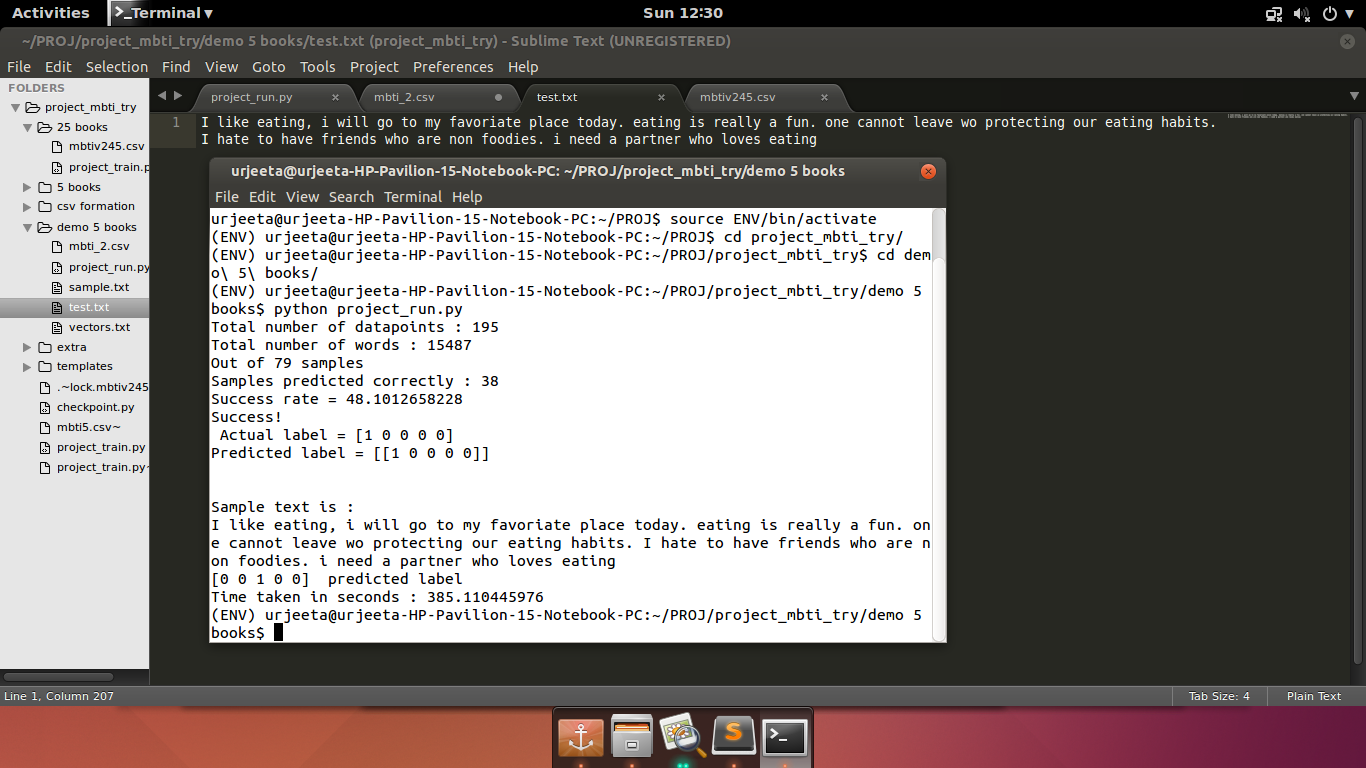 Activities
Terminal
Sun 12:30
~/PROJ/project_mbti_try/demo 5 books/test.txt (project_mbti_try) - Sublime Text (UNREGISTERED)
File Edit Selection Find View Goto Tools Project Preferences Help
FOLDERS
project_mbti_try
25 books
mbtiv245.csv
project_train.p
5 books
csv formation
demo 5 books
mbti_2.csv
project_run.py
sample.txt
test.txt
vectors.txt
extra
templates
.~lock.mbtiv245
checkpoint.py
mbti5.csv~
project_train.py
project_train.py~
project_run.py
mbti_2.csv
test.txt
mbtiv245.csv
1 I like eating, i will go to my favoriate place today. eating is really a fun. one cannot leave wo protecting our eating habits.
I hate to have friends who are non foodies. i need a partner who loves eating
urjeeta@urjeeta-HP-Pavilion-15-Notebook-PC: ~/PROJ/project_mbti_try/demo 5 books
File Edit View Search Terminal Help
urjeeta@urjeeta-HP-Pavilion-15-Notebook-PC:~/PROJ$ source ENV/bin/activate
(ENV) urjeeta@urjeeta-HP-Pavilion-15-Notebook-PC:~/PROJ$ cd project_mbti_try/
(ENV) urjeeta@urjeeta-HP-Pavilion-15-Notebook-PC:~/PROJ/project_mbti_try$ cd dem
o\ 5\ books/
(ENV) urjeeta@urjeeta-HP-Pavilion-15-Notebook-PC:~/PROJ/project_mbti_try/demo 5
books$ python project_run.py
Total number of datapoints : 195
Total number of words : 15487
Out of 79 samples
Samples predicted correctly : 38
Success rate = 48.1012658228
Success!
Actual label = [1 0 0 0 0]
Predicted label = [[1 0 0 0 0]]
Sample text is :
I like eating, i will go to my favoriate place today. eating is really a fun. on
e cannot leave wo protecting our eating habits. I hate to have friends who are n
on foodies. i need a partner who loves eating
[0 0 1 0 0]  predicted label
Time taken in seconds : 385.110445976
(ENV) urjeeta@urjeeta-HP-Pavilion-15-Notebook-PC:~/PROJ/project_mbti_try/demo 5
books$
Line 1, Column 207
Tab Size: 4
Plain Text